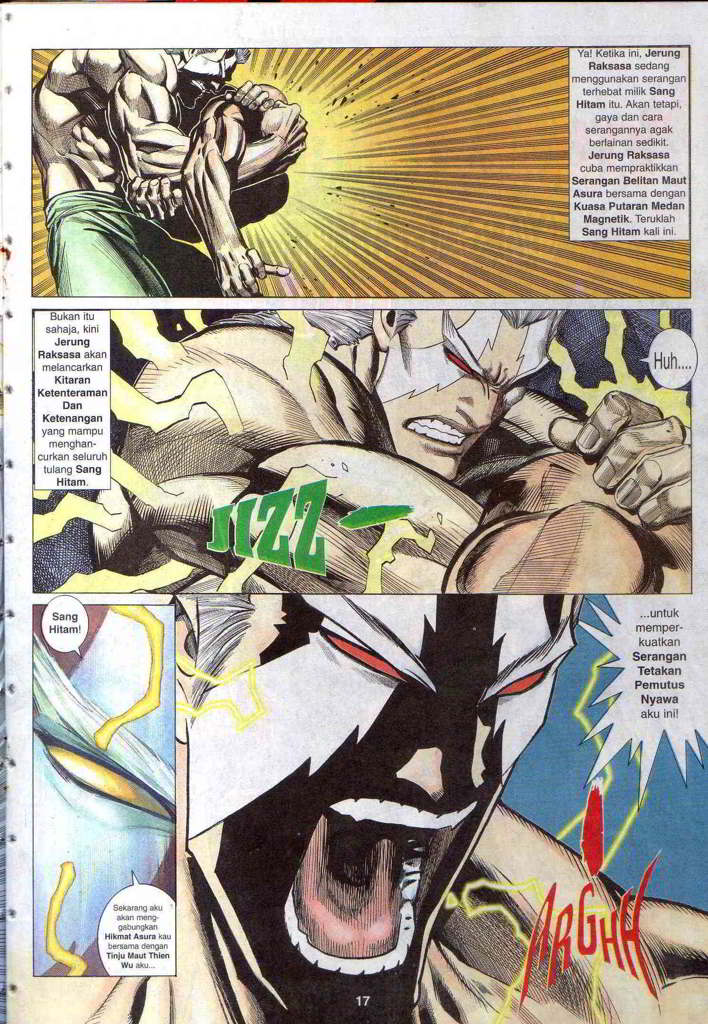 Ya! Ketika ini, Jerung
Raksasa sedang
menggunakan serangan
terhebat milik Sang
Hitam itu. Akan tetapi,
gaya dan cara
serangannya agak
berlainan sedikit.
Jerung Raksasa
cuba mempraktikkan
Serangan Belitan Maut
Asura bersama dengan
Kuasa Putaran Medan
Magnetik. Teruklah
Sang Hitam kali ini.
Bukan itu
sahaja, kini
Jerung
Raksasa akan
melancarkan
Kitaran
Ketenteraman
Dan
Ketenangan
yang mampu
menghan-
curkan seluruh
tulang Sang
Hitam.
Huh....
JIZZ
Sang
Hitam!
Sekarang aku
akan meng-
gabungkan
Hikmat Asura kau
bersama dengan
Tinju Maut Thien
Wu aku...
...untuk
memper-
kuatkan
Serangan
Tetakan
Pemutus
Nyawa
aku ini!
ARGHH
17